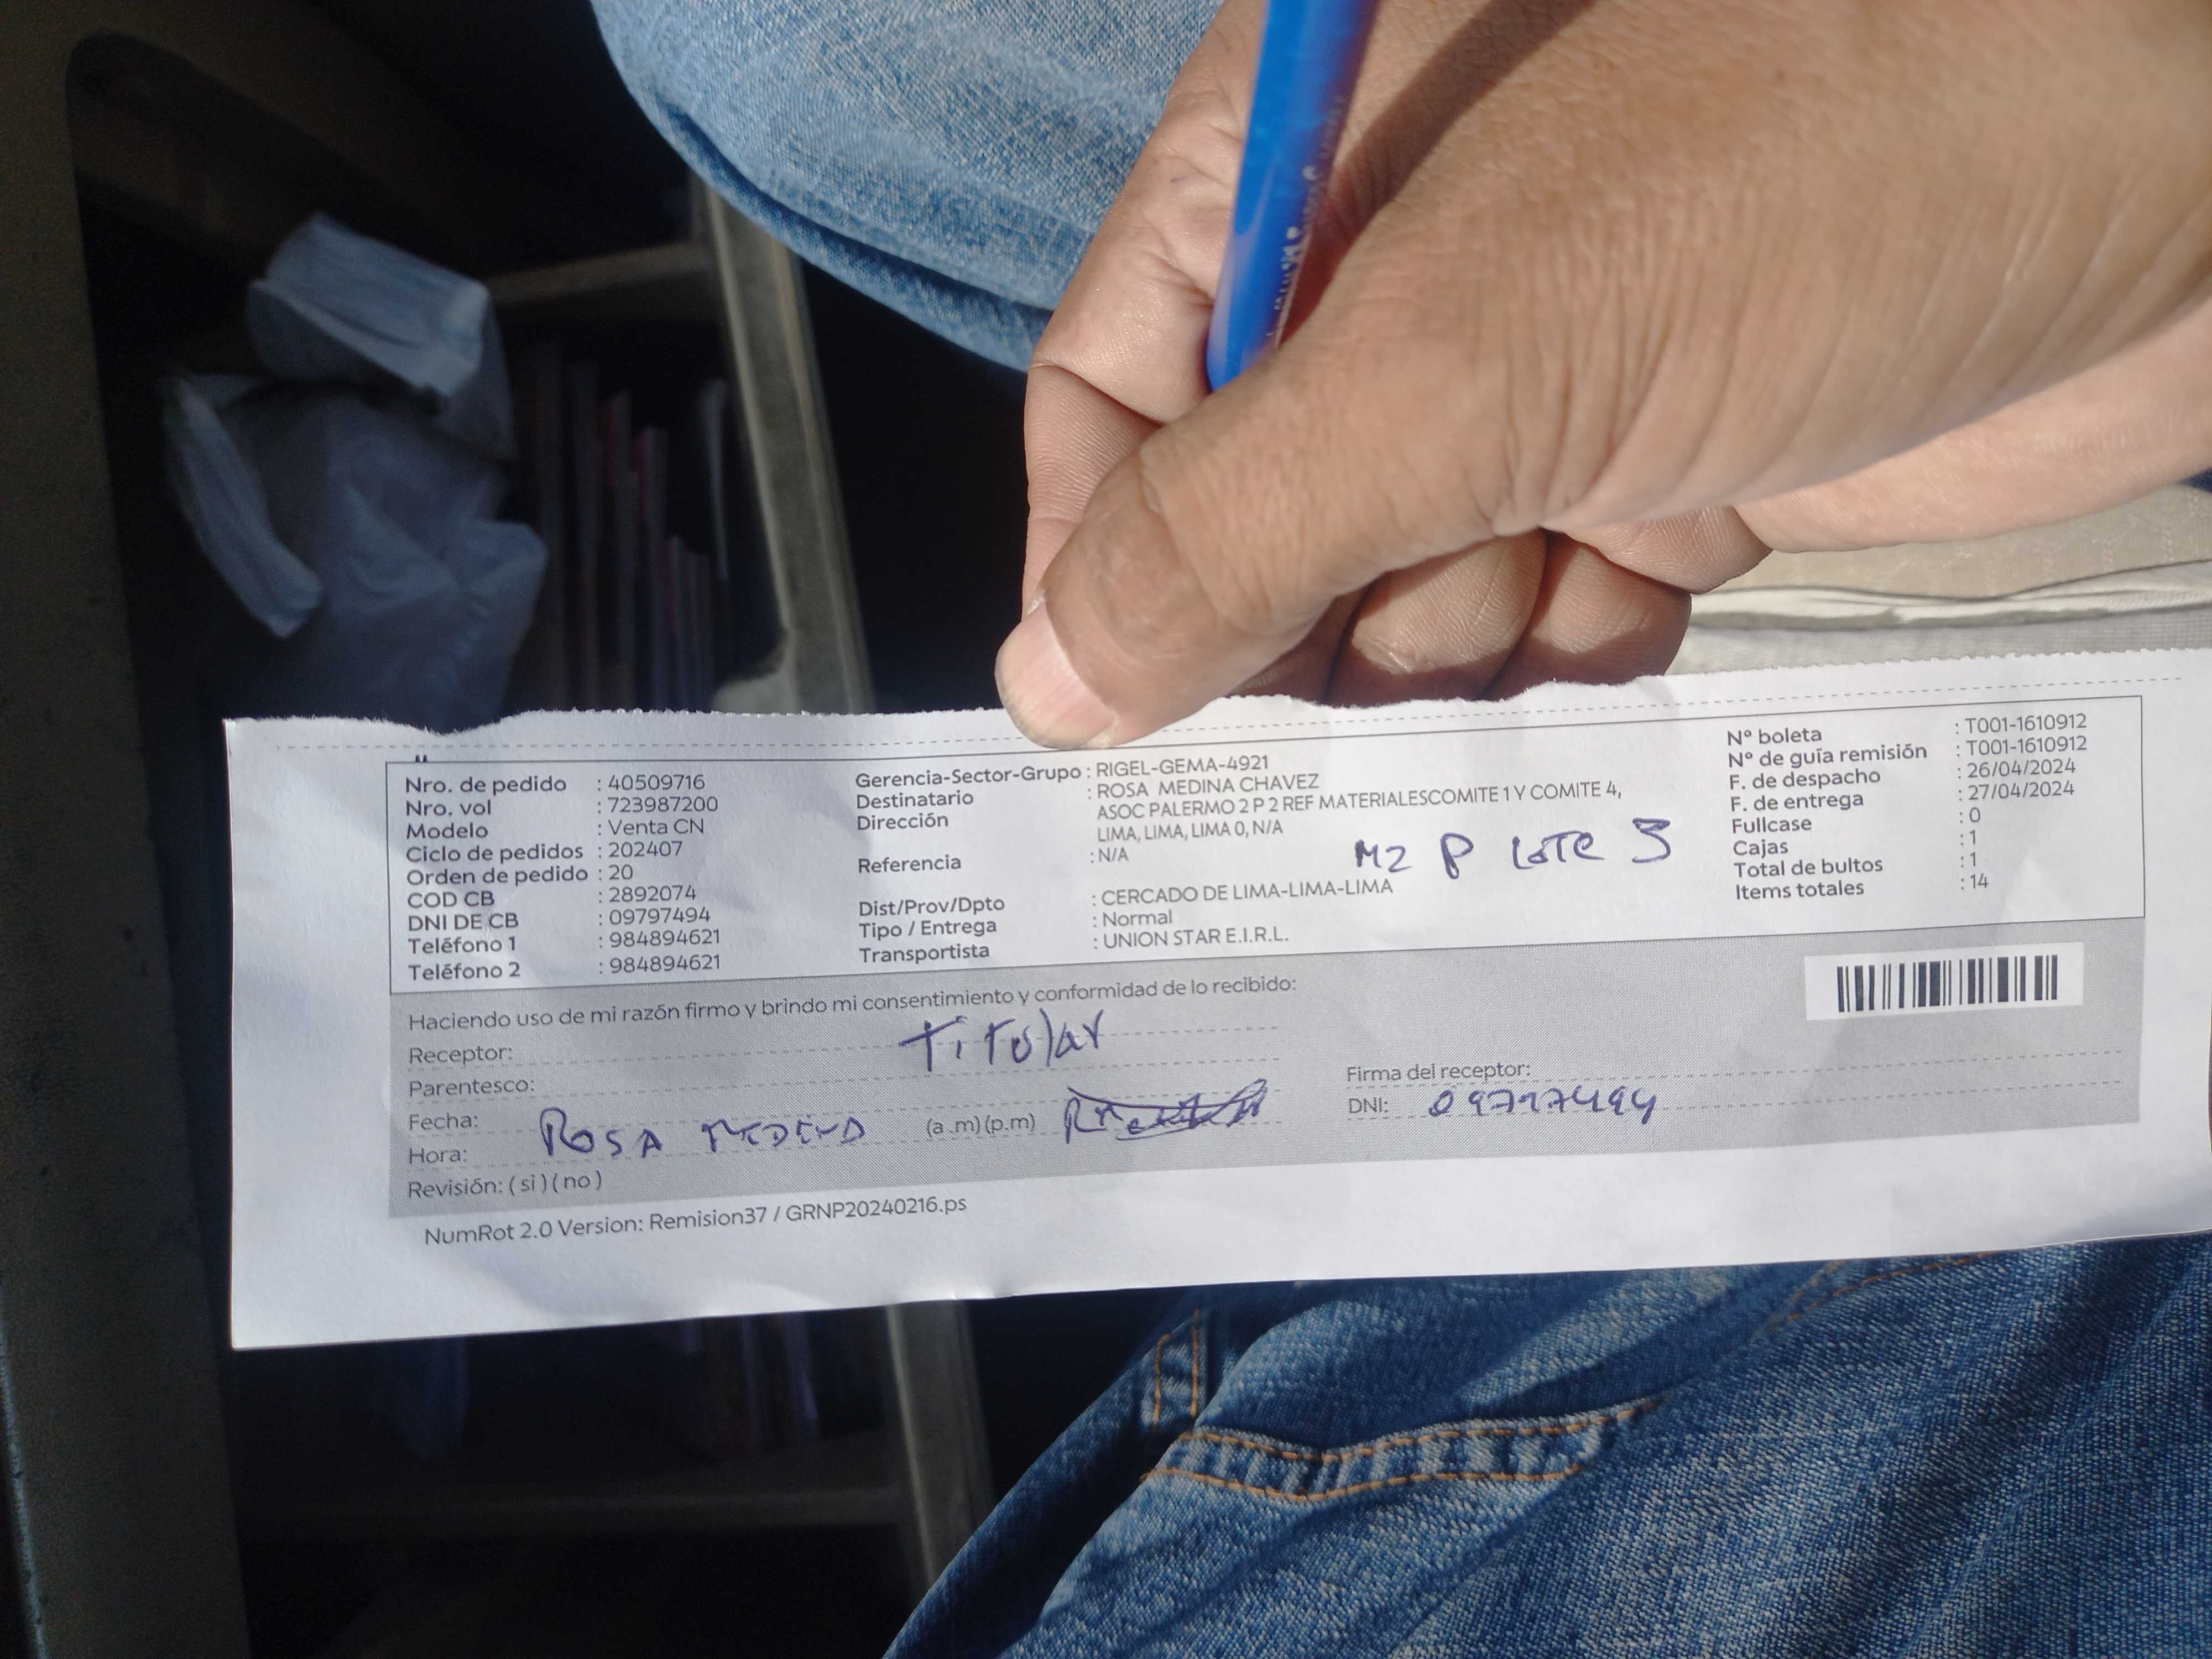 Nro. de pedido : 40509716
Nro. vol : 723987200
Modelo : Venta CN
Ciclo de pedidos : 202407
Orden de pedido : 20
COD CB : 2892074
DNI DE CB : 09797494
Teléfono 1 : 984894621
Teléfono 2 : 984894621
Gerencia-Sector-Grupo : RIGEL-GEMA-4921
Destinatario : ROSA MEDINA CHAVEZ
Dirección ASOC PALERMO 2 P 2 REF MATERIALESCOMITE 1 Y COMITE 4,
LIMA, LIMA, LIMA 0, N/A
Referencia : N/A
MZ P LOTE 3
Dist/Prov/Dpto : CERCADO DE LIMA-LIMA-LIMA
Tipo / Entrega : Normal
Transportista : UNION STAR E.I.R.L.
Nº boleta : T001-1610912
Nº de guía remisión : T001-1610912
F. de despacho : 26/04/2024
F. de entrega : 27/04/2024
Fullcase : 0
Cajas : 1
Total de bultos : 1
Items totales : 14
Haciendo uso de mi razón firmo y brindo mi consentimiento y conformidad de lo recibido:
Receptor: Titular
Parentesco:
Fecha: ROSA MEDINA (a .m) (p.m)
Hora:
Revisión: ( si ) ( no )
Firma del receptor:
DNI: 09797494
NumRot 2.0 Version: Remision37 / GRNP20240216.ps